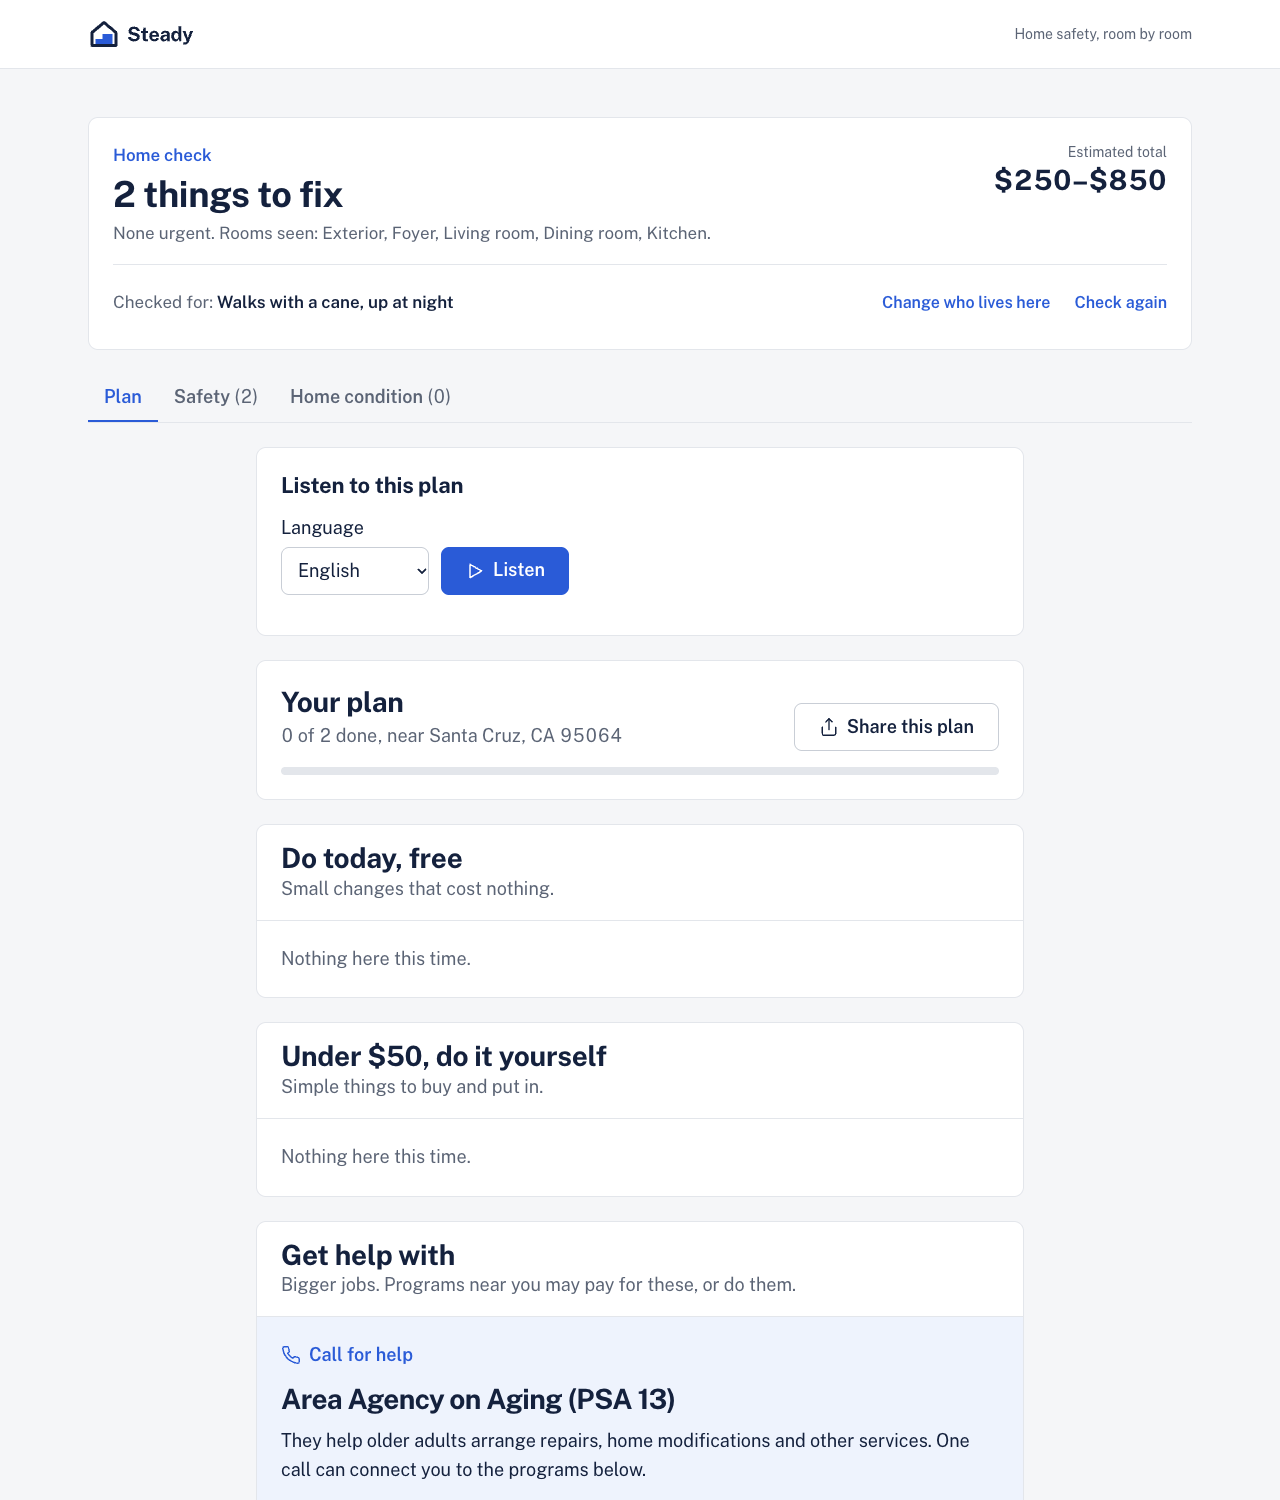 Steady
Home safety, room by room
Home check
2 things to fix
None urgent. Rooms seen: Exterior, Foyer, Living room, Dining room, Kitchen.
Estimated total
$250–$850
Checked for: Walks with a cane, up at night
Change who lives here
Check again
Plan
Safety (2)
Home condition (0)
Listen to this plan
Language
English
Listen
Your plan
0 of 2 done, near Santa Cruz, CA 95064
Share this plan
Do today, free
Small changes that cost nothing.
Nothing here this time.
Under $50, do it yourself
Simple things to buy and put in.
Nothing here this time.
Get help with
Bigger jobs. Programs near you may pay for these, or do them.
Call for help
Area Agency on Aging (PSA 13)
They help older adults arrange repairs, home modifications and other services. One
call can connect you to the programs below.